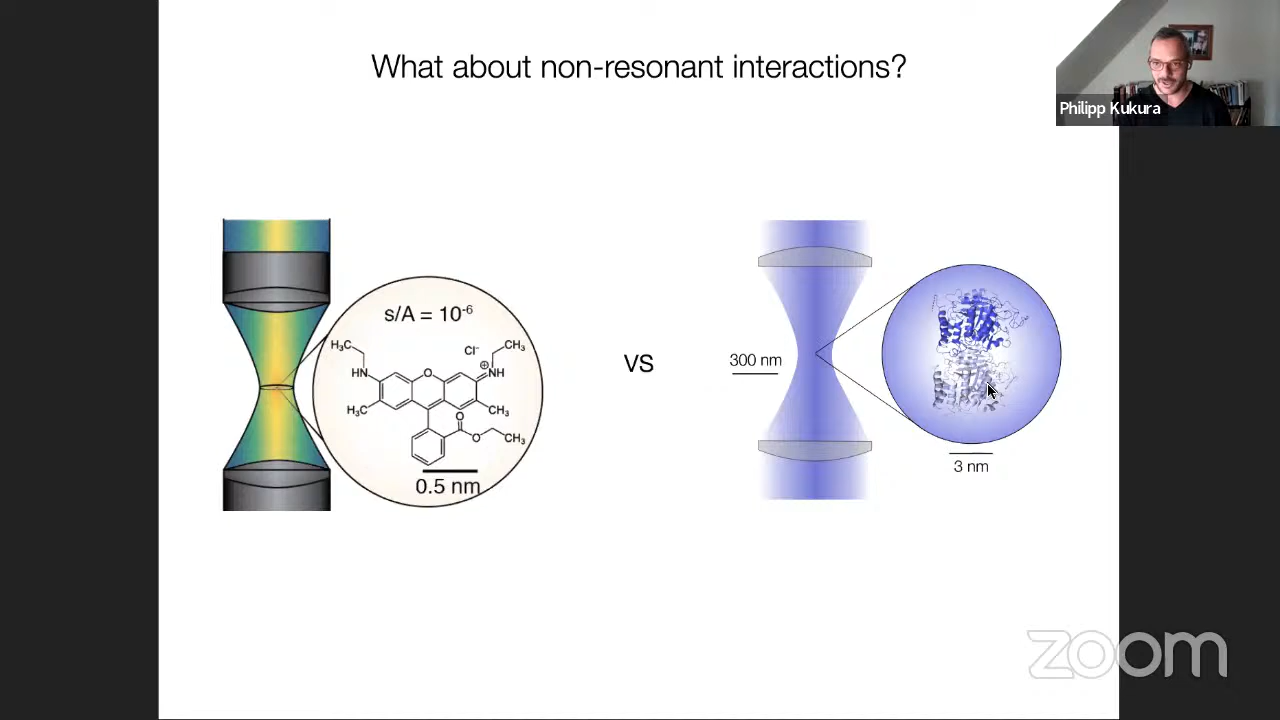 What about non-resonant interactions?
Philipp Kukura
s/A = 10⁻⁶
H₃C
Cl⁻
CH₃
HN
O
⊕
NH
H₃C
CH₃
O
O
CH₃
0.5 nm
VS
300 nm
3 nm
zoom